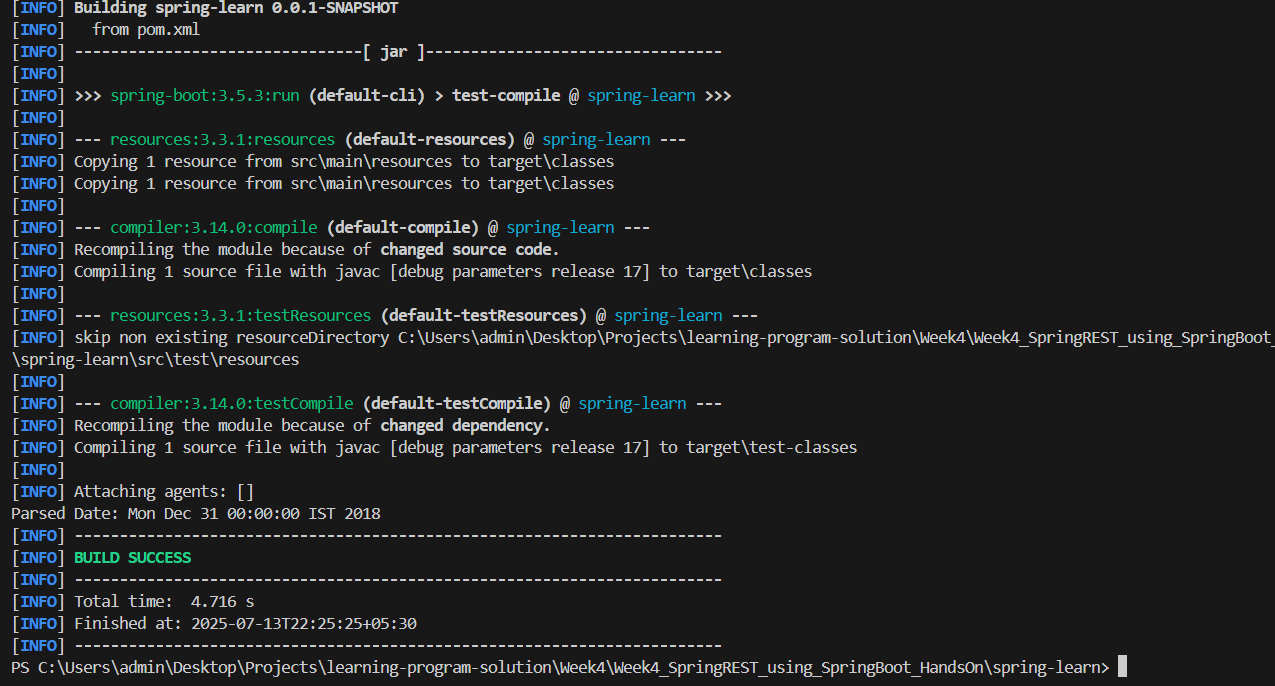 [INFO] Building spring-learn 0.0.1-SNAPSHOT
[INFO]   from pom.xml
[INFO] --------------------------------[ jar ]---------------------------------
[INFO]
[INFO] >>> spring-boot:3.5.3:run (default-cli) > test-compile @ spring-learn >>>
[INFO]
[INFO] --- resources:3.3.1:resources (default-resources) @ spring-learn ---
[INFO] Copying 1 resource from src\main\resources to target\classes
[INFO] Copying 1 resource from src\main\resources to target\classes
[INFO]
[INFO] --- compiler:3.14.0:compile (default-compile) @ spring-learn ---
[INFO] Recompiling the module because of changed source code.
[INFO] Compiling 1 source file with javac [debug parameters release 17] to target\classes
[INFO]
[INFO] --- resources:3.3.1:testResources (default-testResources) @ spring-learn ---
[INFO] skip non existing resourceDirectory C:\Users\admin\Desktop\Projects\learning-program-solution\Week4\Week4_SpringREST_using_SpringBoot_
\spring-learn\src\test\resources
[INFO]
[INFO] --- compiler:3.14.0:testCompile (default-testCompile) @ spring-learn ---
[INFO] Recompiling the module because of changed dependency.
[INFO] Compiling 1 source file with javac [debug parameters release 17] to target\test-classes
[INFO]
[INFO] Attaching agents: []
Parsed Date: Mon Dec 31 00:00:00 IST 2018
[INFO] ------------------------------------------------------------------------
[INFO] BUILD SUCCESS
[INFO] ------------------------------------------------------------------------
[INFO] Total time:  4.716 s
[INFO] Finished at: 2025-07-13T22:25:25+05:30
[INFO] ------------------------------------------------------------------------
PS C:\Users\admin\Desktop\Projects\learning-program-solution\Week4\Week4_SpringREST_using_SpringBoot_HandsOn\spring-learn>